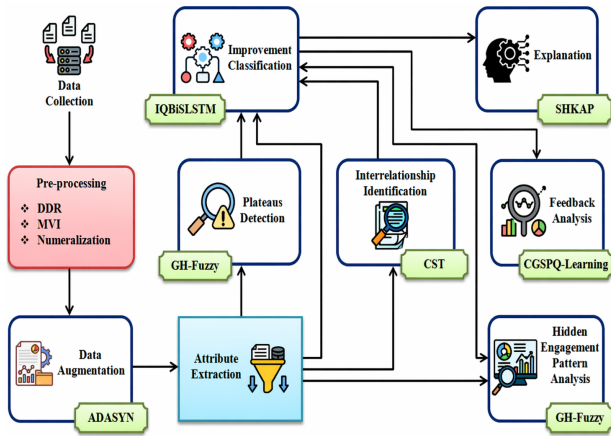 Data
Collection
Pre-processing
DDR
MVI
Numeralization
Data
Augmentation
ADASYN
Improvement
Classification
IQBiSLSTM
Plateaus
Detection
GH-Fuzzy
Attribute
Extraction
Interrelationship
Identification
CST
Explanation
SHKAP
Feedback
Analysis
CGSPQ-Learning
Hidden
Engagement
Pattern
Analysis
GH-Fuzzy